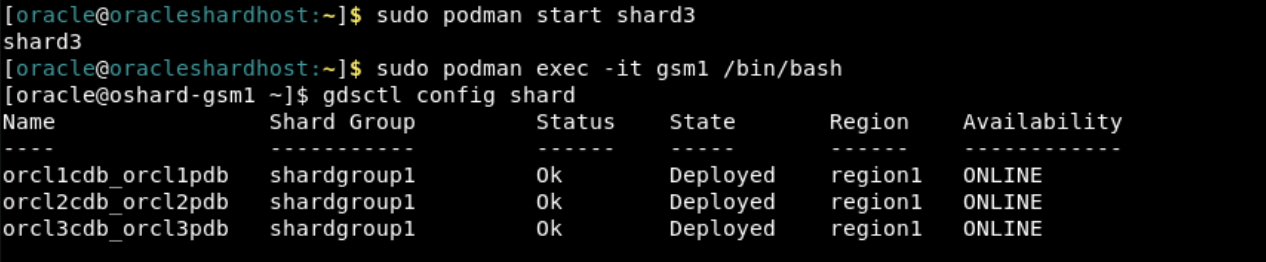 [oracle@oracleshardhost:~]$ sudo podman start shard3
shard3
[oracle@oracleshardhost:~]$ sudo podman exec -it gsm1 /bin/bash
[oracle@oshard-gsm1 ~]$ gdsctl config shard
Name                Shard Group         Status    State       Region    Availability
----                -----------         ------    -----       ------    ------------
orcl1cdb_orcl1pdb   shardgroup1         Ok        Deployed    region1   ONLINE
orcl2cdb_orcl2pdb   shardgroup1         Ok        Deployed    region1   ONLINE
orcl3cdb_orcl3pdb   shardgroup1         Ok        Deployed    region1   ONLINE